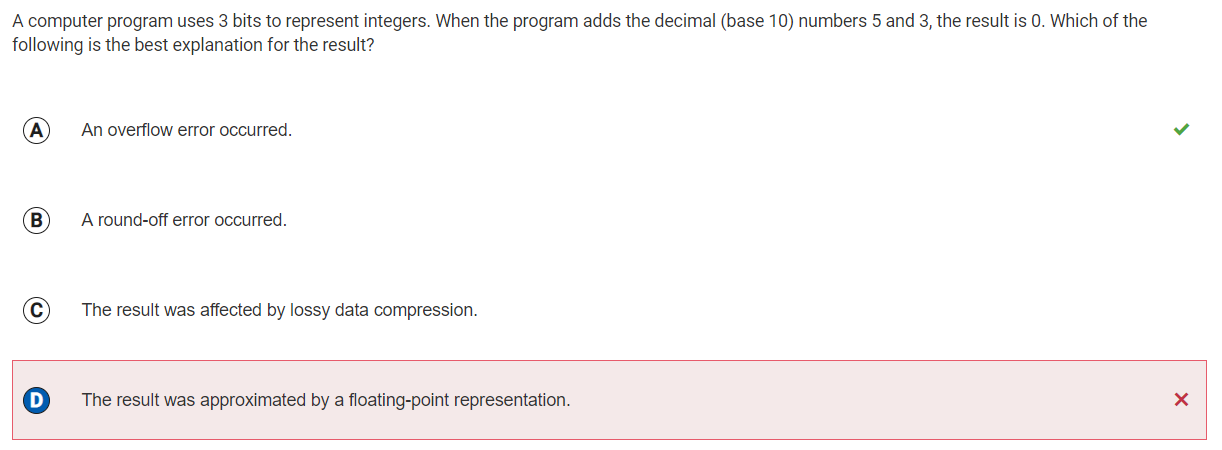 A computer program uses 3 bits to represent integers. When the program adds the decimal (base 10) numbers 5 and 3, the result is 0. Which of the
following is the best explanation for the result?
A An overflow error occurred.
B A round-off error occurred.
C The result was affected by lossy data compression.
D The result was approximated by a floating-point representation.